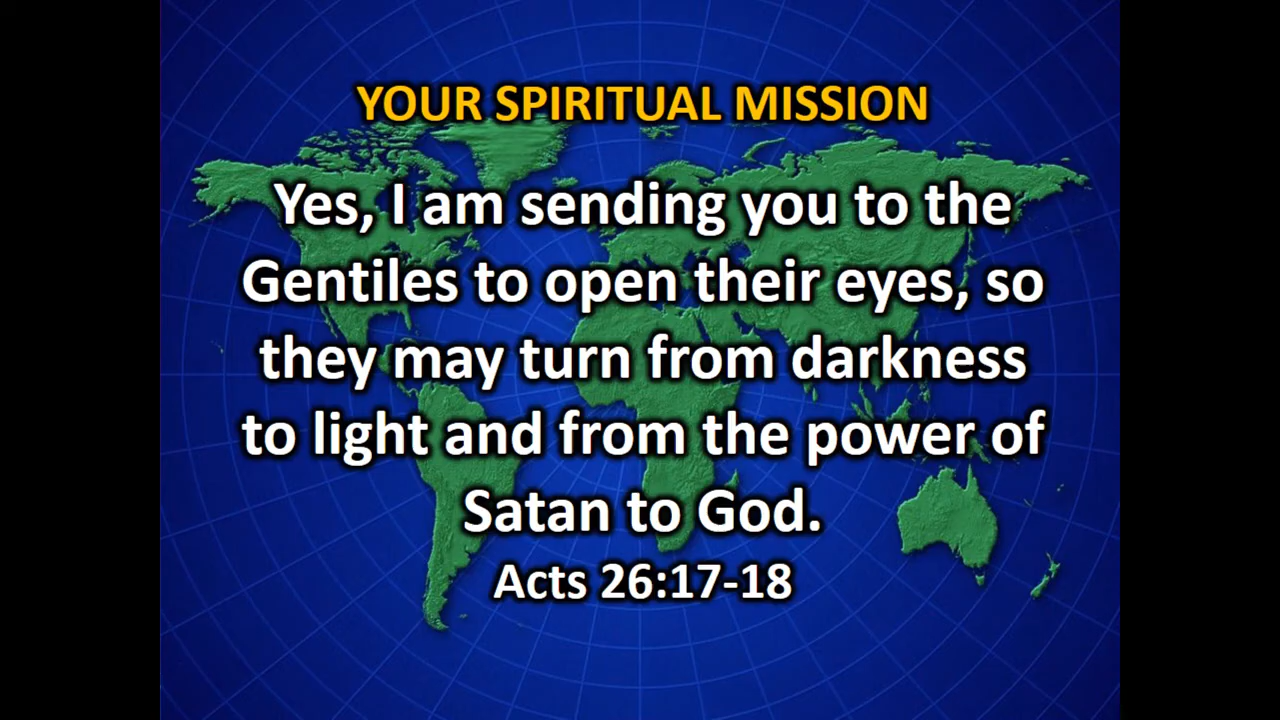 YOUR SPIRITUAL MISSION
Yes, I am sending you to the
Gentiles to open their eyes, so
they may turn from darkness
to light and from the power of
Satan to God.
Acts 26:17-18